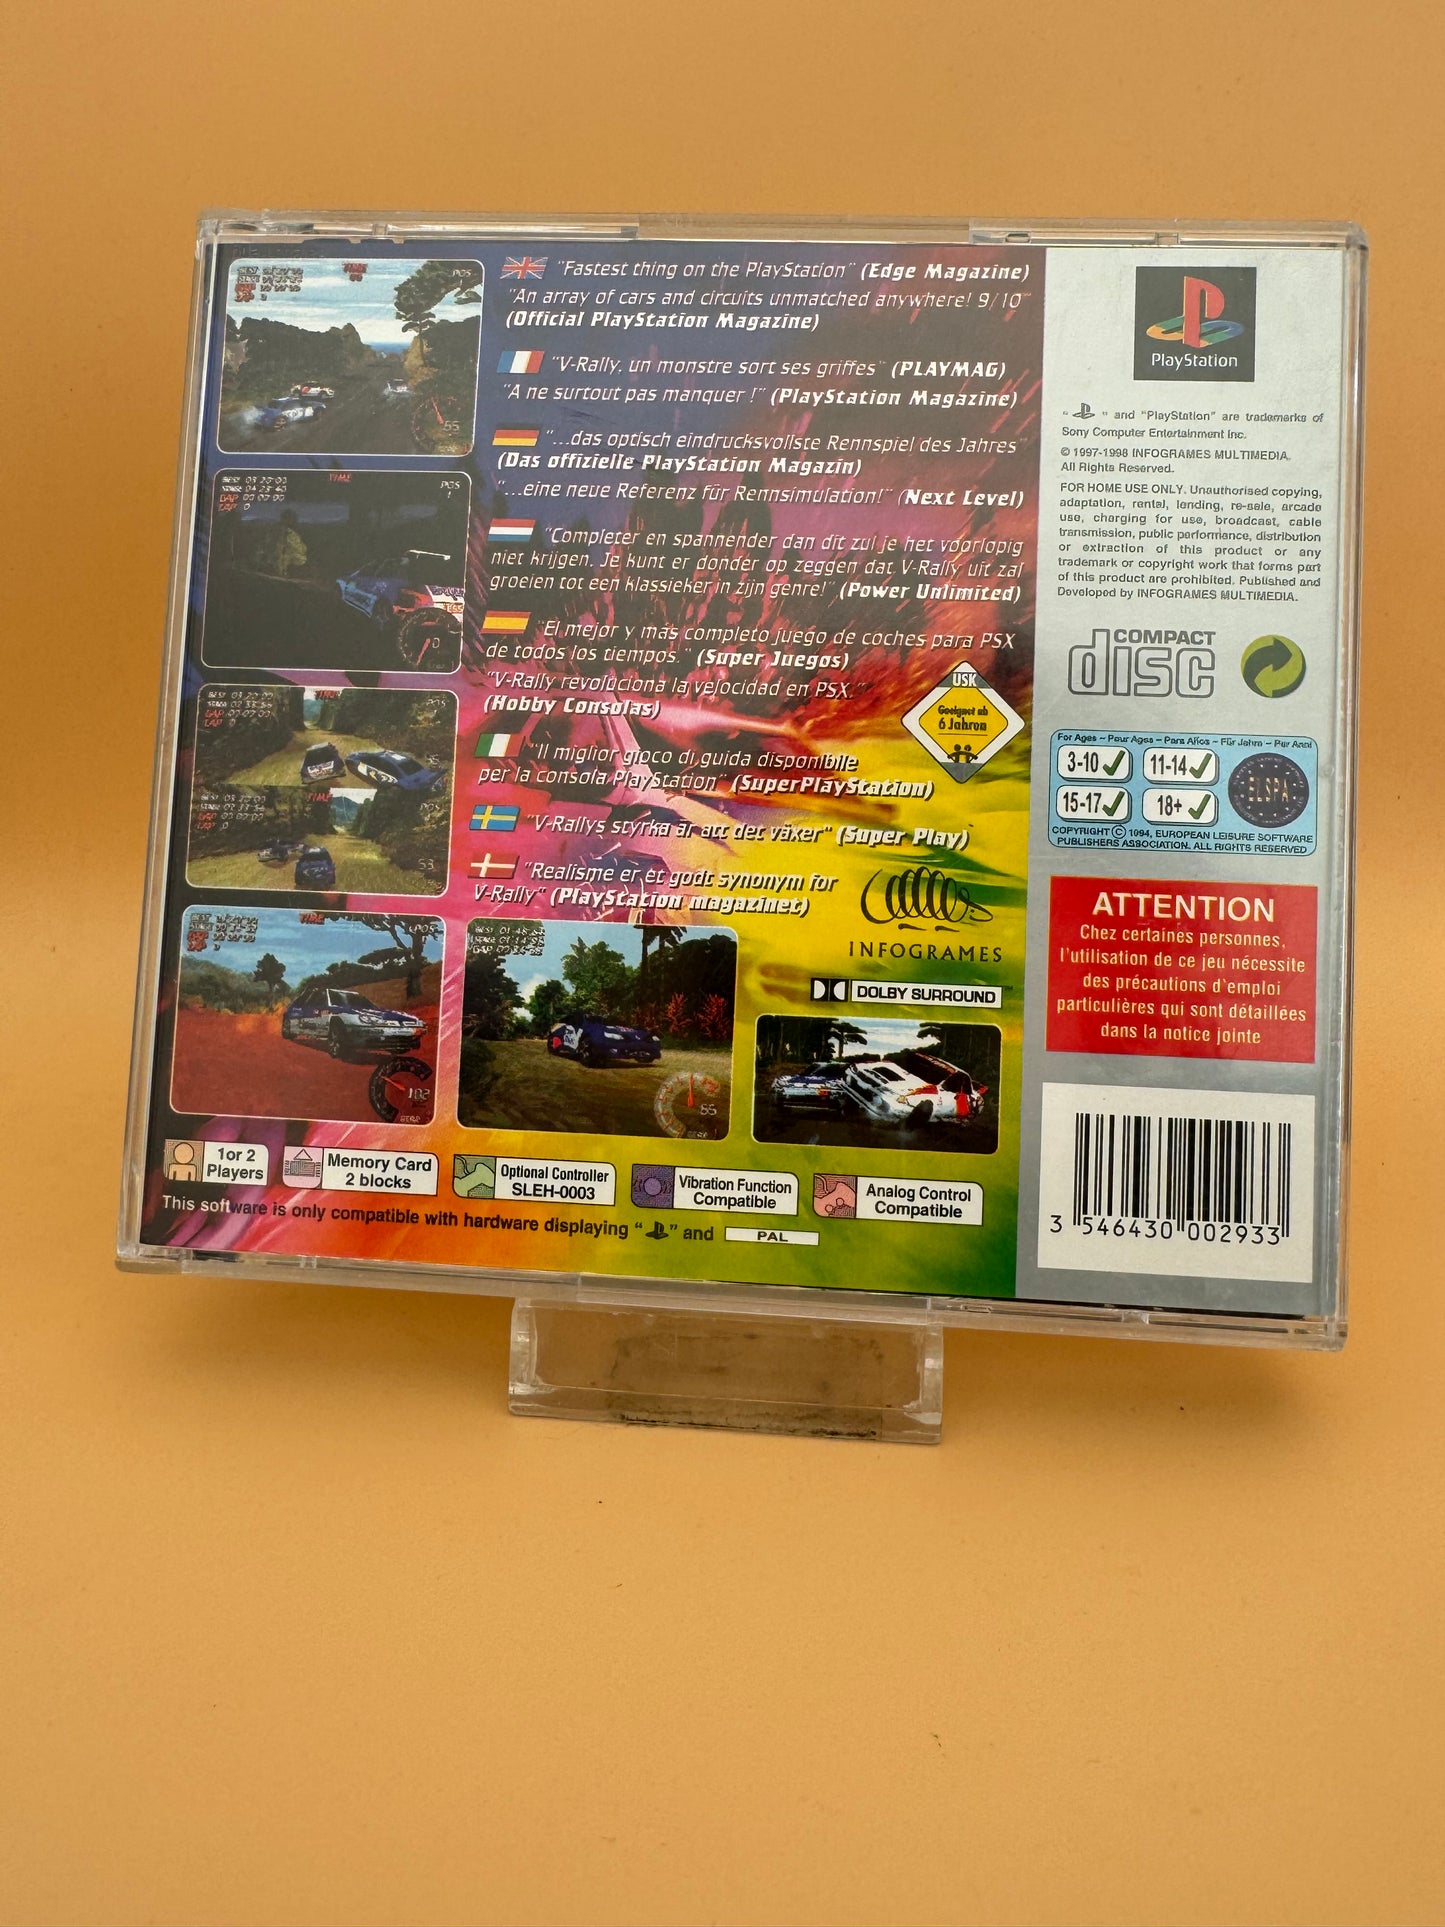 "Fastest thing on the PlayStation" (Edge Magazine)
"An array of cars and circuits unmatched anywhere! 9/10"
(Official PlayStation Magazine)
"V-Rally, un monstre sort ses griffes" (PLAYMAG)
"A ne surtout pas manquer !" (PlayStation Magazine)
"...das optisch eindrucksvollste Rennspiel des Jahres"
(Das offizielle PlayStation Magazin)
"...eine neue Referenz für Rennsimulation!" (Next Level)
"Completer en spannender dan dit zul je het voorlopig
niet krijgen. Je kunt er donder op zeggen dat V-Rally uit zal
groeien tot een klassieker in zijn genre!" (Power Unlimited)
"El mejor y más completo juego de coches para PSX
de todos los tiempos." (Super Juegos)
"V-Rally revoluciona la velocidad en PSX."
(Hobby Consolas)
"Il miglior gioco di guida disponibile
per la consola PlayStation" (SuperPlayStation)
"V-Rallys styrka är att det växer" (Super Play)
"Realisme er et godt synonym for
V-Rally" (PlayStation magazinet)
USK
Geeignet ab
6 Jahren
INFOGRAMES
DOLBY SURROUND
1 or 2
Players
Memory Card
2 blocks
Optional Controller
SLEH-0003
Vibration Function
Compatible
Analog Control
Compatible
This software is only compatible with hardware displaying " " and PAL
PlayStation
" " and "PlayStation" are trademarks of
Sony Computer Entertainment Inc.
© 1997-1998 INFOGRAMES MULTIMEDIA.
All Rights Reserved.
FOR HOME USE ONLY. Unauthorised copying,
adaptation, rental, lending, re-sale, arcade
use, charging for use, broadcast, cable
transmission, public performance, distribution
or extraction of this product or any
trademark or copyright work that forms part
of this product are prohibited. Published and
Developed by INFOGRAMES MULTIMEDIA.
COMPACT
disc
For Ages - Pour Ages - Para Años - Für Jahre - Per Anni
3-10 11-14
15-17 18+
ELSPA
COPYRIGHT © 1994, EUROPEAN LEISURE SOFTWARE
PUBLISHERS ASSOCIATION. ALL RIGHTS RESERVED
ATTENTION
Chez certaines personnes,
l'utilisation de ce jeu nécessite
des précautions d'emploi
particulières qui sont détaillées
dans la notice jointe
3 546430 002933